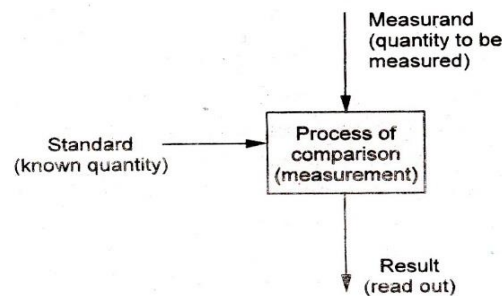 Measurand
(quantity to be
measured)
Standard
(known quantity)
Process of
comparison
(measurement)
Result
(read out)